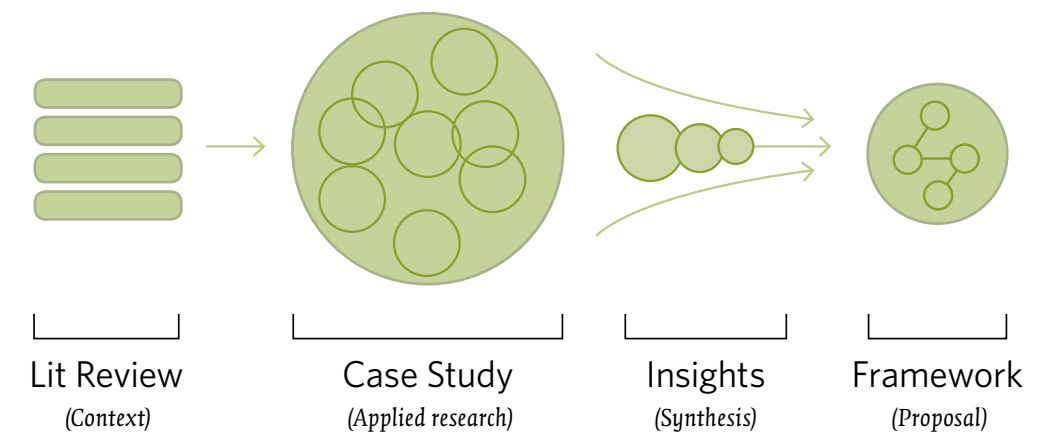 Lit Review
(Context)
Case Study
(Applied research)
Insights
(Synthesis)
Framework
(Proposal)